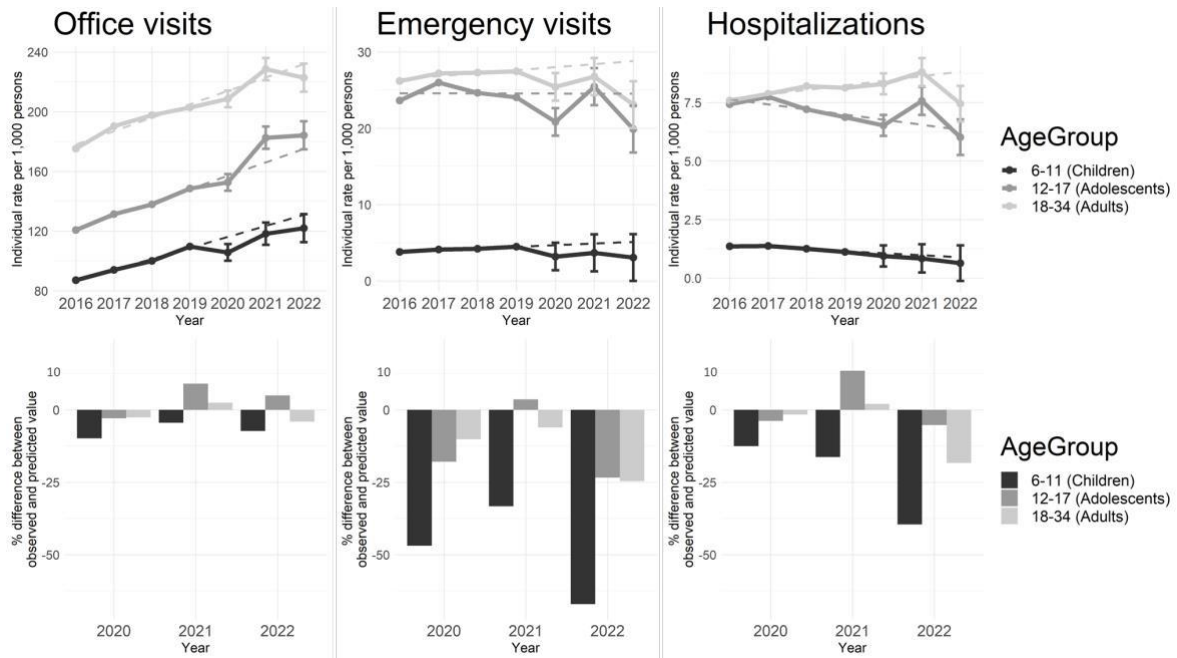 Office visits
Individual rate per 1,000 persons
240
200
160
120
80
2016 2017 2018 2019 2020 2021 2022
Year
Emergency visits
Individual rate per 1,000 persons
30
20
10
0
2016 2017 2018 2019 2020 2021 2022
Year
Hospitalizations
Individual rate per 1,000 persons
7.5
5.0
2.5
0.0
2016 2017 2018 2019 2020 2021 2022
Year
AgeGroup
6-11 (Children)
12-17 (Adolescents)
18-34 (Adults)
% difference between
observed and predicted value
10
0
-25
-50
2020 2021 2022
Year
% difference between
observed and predicted value
10
0
-25
-50
2020 2021 2022
Year
% difference between
observed and predicted value
10
0
-25
-50
2020 2021 2022
Year
AgeGroup
6-11 (Children)
12-17 (Adolescents)
18-34 (Adults)